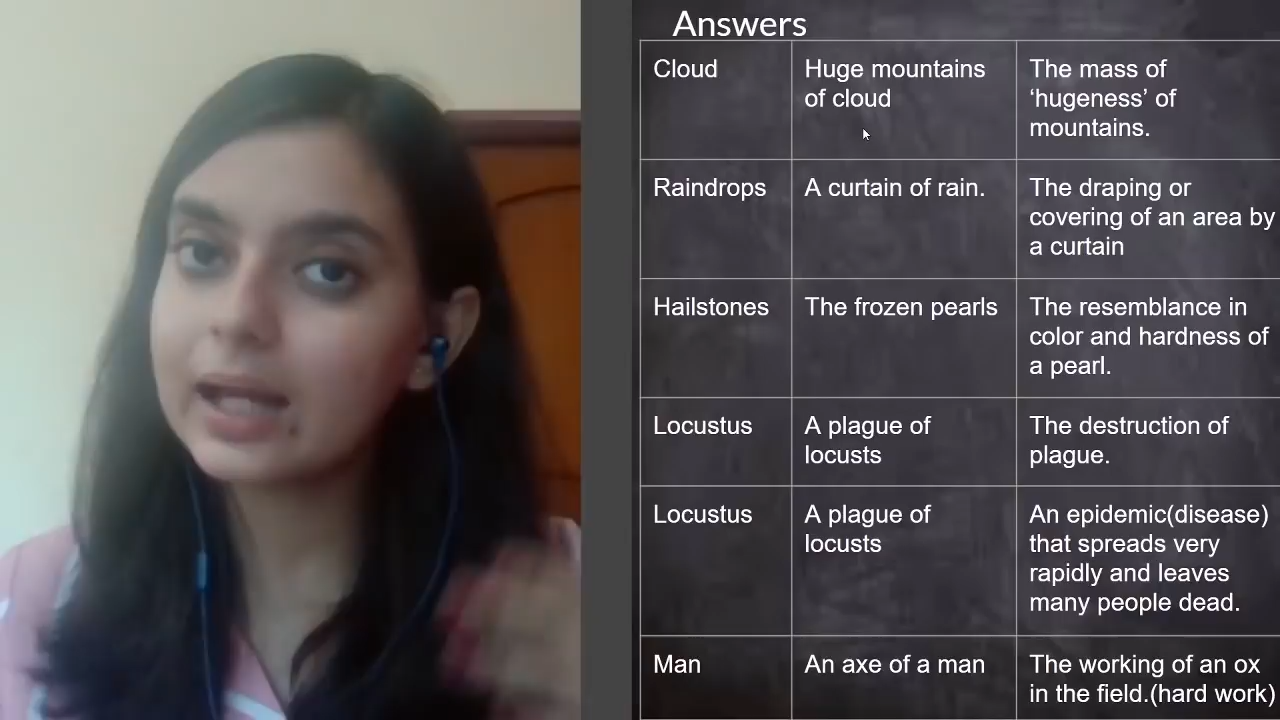 Answers
Cloud
Huge mountains
of cloud
The mass of
‘hugeness’ of
mountains.
Raindrops
A curtain of rain.
The draping or
covering of an area by
a curtain
Hailstones
The frozen pearls
The resemblance in
color and hardness of
a pearl.
Locustus
A plague of
locusts
The destruction of
plague.
Locustus
A plague of
locusts
An epidemic(disease)
that spreads very
rapidly and leaves
many people dead.
Man
An axe of a man
The working of an ox
in the field.(hard work)